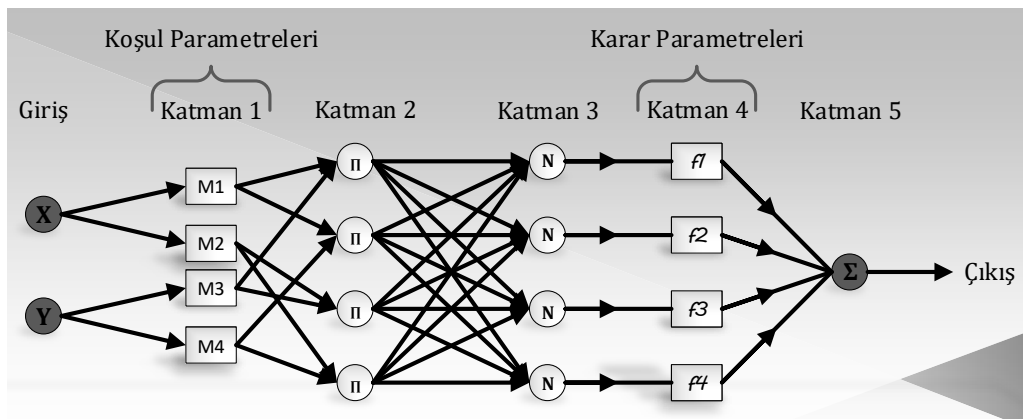 Koşul Parametreleri
Karar Parametreleri
Giriş
Katman 1
Katman 2
Katman 3
Katman 4
Katman 5
X
Y
M1
M2
M3
M4
Π
Π
Π
Π
N
N
N
N
f1
f2
f3
f4
Σ
Çıkış